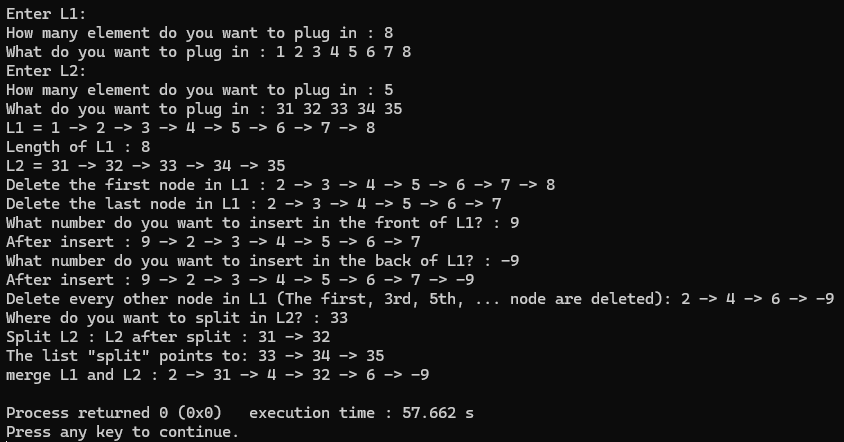 Enter L1:
How many element do you want to plug in : 8
What do you want to plug in : 1 2 3 4 5 6 7 8
Enter L2:
How many element do you want to plug in : 5
What do you want to plug in : 31 32 33 34 35
L1 = 1 -> 2 -> 3 -> 4 -> 5 -> 6 -> 7 -> 8
Length of L1 : 8
L2 = 31 -> 32 -> 33 -> 34 -> 35
Delete the first node in L1 : 2 -> 3 -> 4 -> 5 -> 6 -> 7 -> 8
Delete the last node in L1 : 2 -> 3 -> 4 -> 5 -> 6 -> 7
What number do you want to insert in the front of L1? : 9
After insert : 9 -> 2 -> 3 -> 4 -> 5 -> 6 -> 7
What number do you want to insert in the back of L1? : -9
After insert : 9 -> 2 -> 3 -> 4 -> 5 -> 6 -> 7 -> -9
Delete every other node in L1 (The first, 3rd, 5th, ... node are deleted): 2 -> 4 -> 6 -> -9
Where do you want to split in L2? : 33
Split L2 : L2 after split : 31 -> 32
The list "split" points to: 33 -> 34 -> 35
merge L1 and L2 : 2 -> 31 -> 4 -> 32 -> 6 -> -9
Process returned 0 (0x0)   execution time : 57.662 s
Press any key to continue.